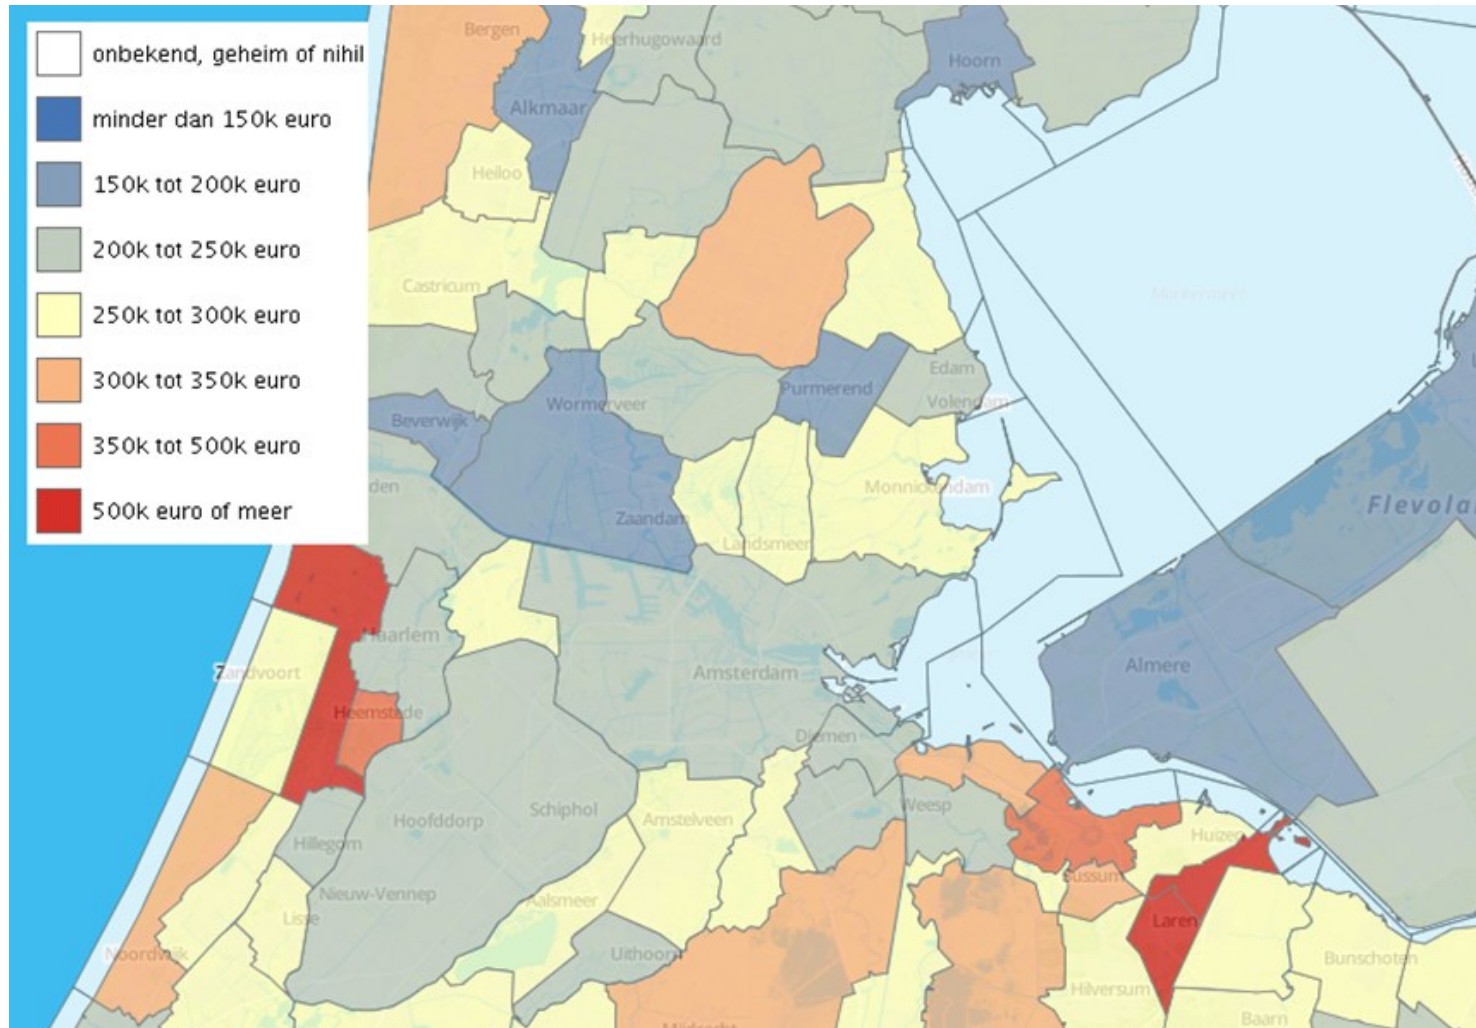 onbekend, geheim of nihil
minder dan 150k euro
150k tot 200k euro
200k tot 250k euro
250k tot 300k euro
300k tot 350k euro
350k tot 500k euro
500k euro of meer
Bergen
Heerhugowaard
Hoorn
Alkmaar
Heiloo
Castricum
Markermeer
Edam
Purmerend
Volendam
Wormerveer
Beverwijk
den
Monnickendam
Flevola
Zaandam
Landsmeer
Haarlem
Almere
Zandvoort
Amsterdam
Heemstede
Diemen
Weesp
Schiphol
Hoofddorp
Amstelveen
Huizen
Hillegom
Bussum
Nieuw-Vennep
Aalsmeer
Lisse
Laren
Noordwijk
Uithoorn
Bunschoten
Hilversum
Baarn
Mijdrecht